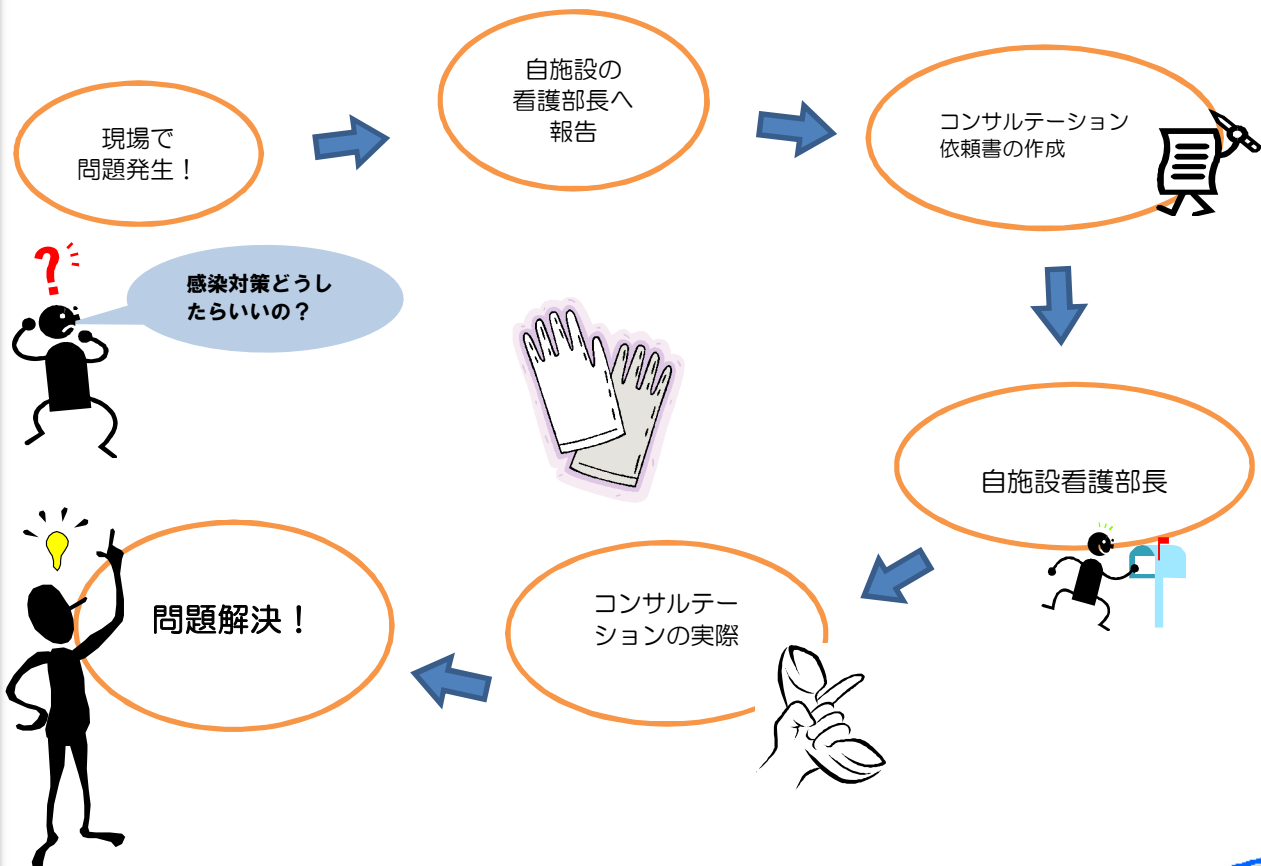 現場で
問題発生！
自施設の
看護部長へ
報告
コンサルテーション
依頼書の作成
感染対策どうし
たらいいの？
自施設看護部長
コンサルテー
ションの実際
問題解決！